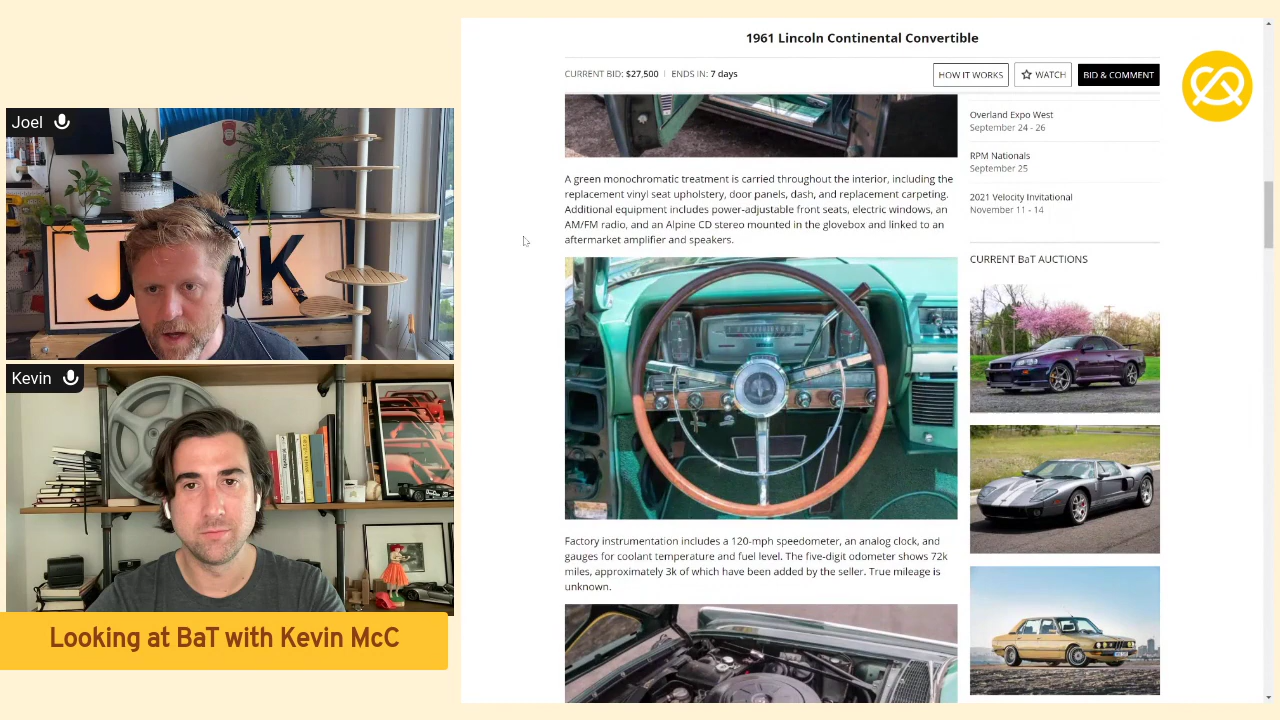 Joel
J K
Kevin
Looking at BaT with Kevin McC
1961 Lincoln Continental Convertible
CURRENT BID: $27,500 | ENDS IN: 7 days
HOW IT WORKS
WATCH
BID & COMMENT
A green monochromatic treatment is carried throughout the interior, including the
replacement vinyl seat upholstery, door panels, dash, and replacement carpeting.
Additional equipment includes power-adjustable front seats, electric windows, an
AM/FM radio, and an Alpine CD stereo mounted in the glovebox and linked to an
aftermarket amplifier and speakers.
Factory instrumentation includes a 120-mph speedometer, an analog clock, and
gauges for coolant temperature and fuel level. The five-digit odometer shows 72k
miles, approximately 3k of which have been added by the seller. True mileage is
unknown.
Overland Expo West
September 24 - 26
RPM Nationals
September 25
2021 Velocity Invitational
November 11 - 14
CURRENT BaT AUCTIONS